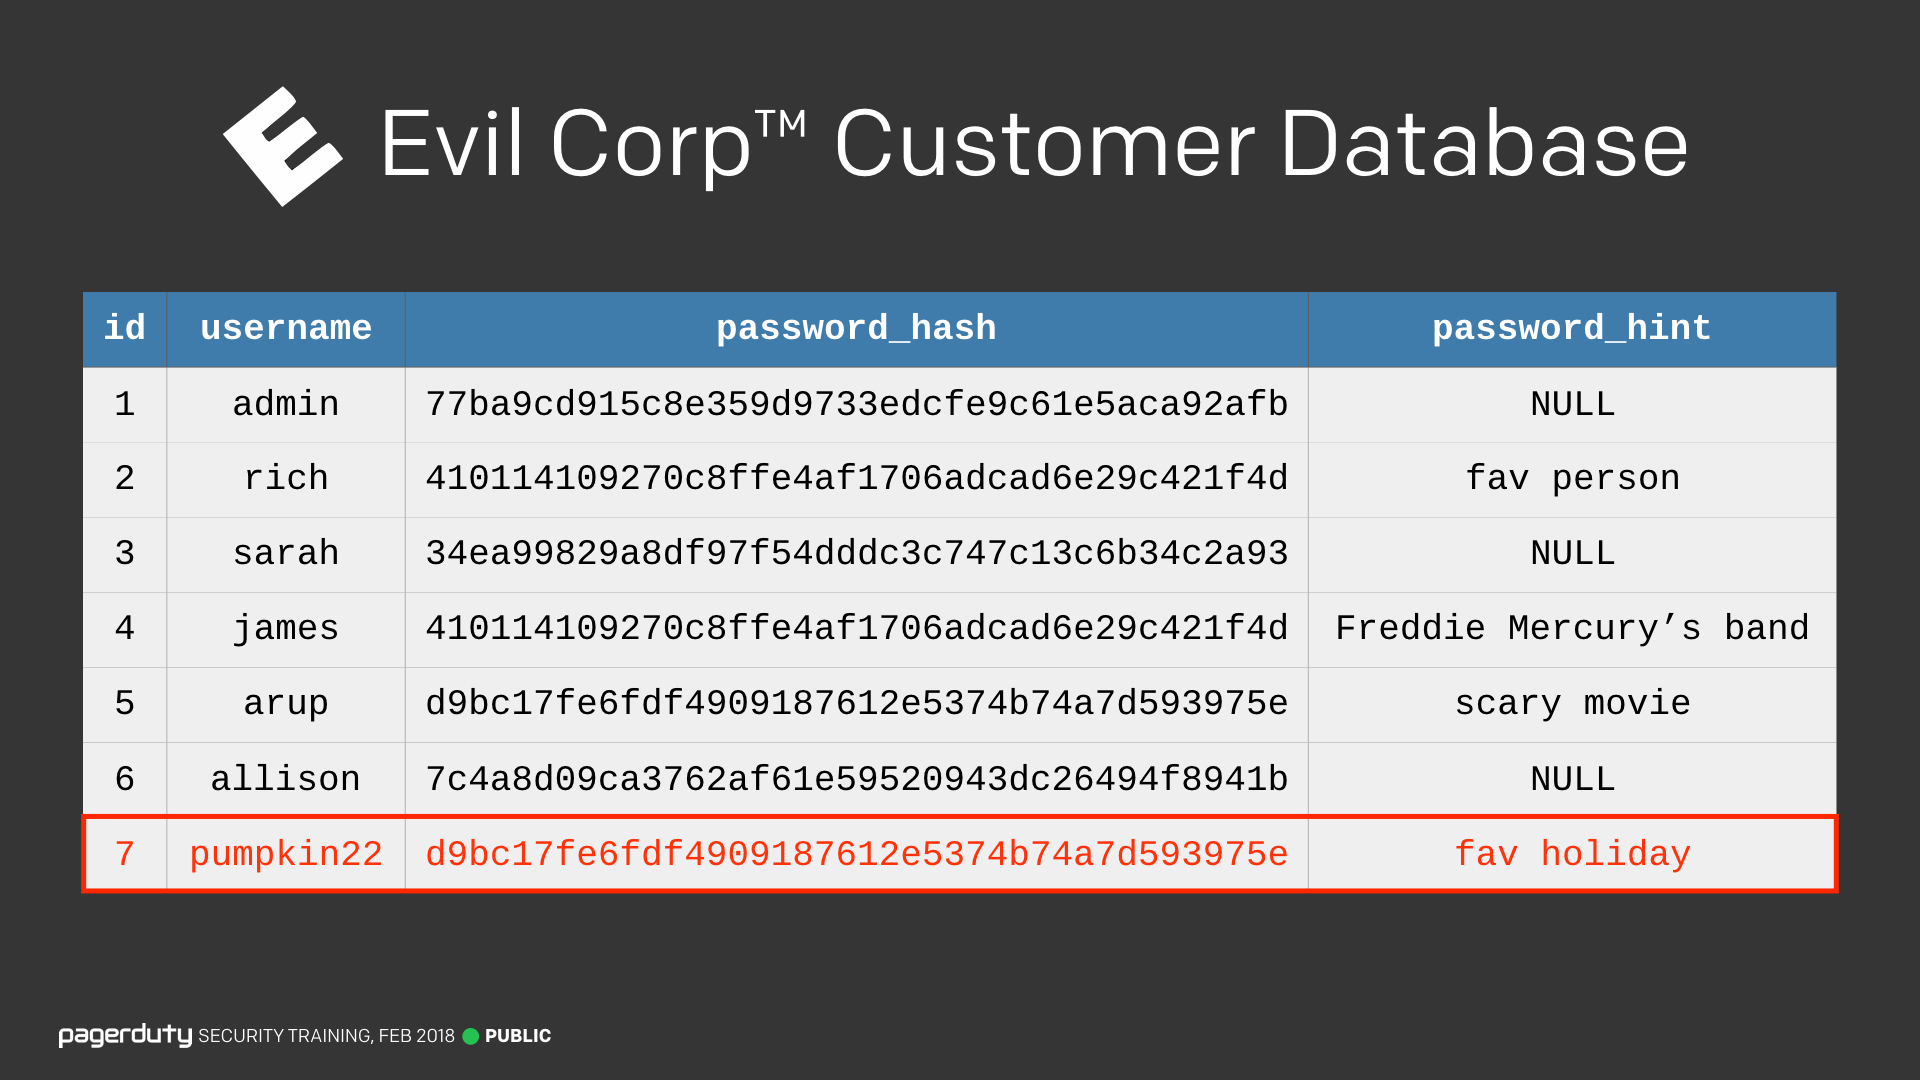 Evil Corp™ Customer Database
id username password_hash password_hint
1 admin 77ba9cd915c8e359d9733edcfe9c61e5aca92afb NULL
2 rich 410114109270c8ffe4af1706adcad6e29c421f4d fav person
3 sarah 34ea99829a8df97f54dddc3c747c13c6b34c2a93 NULL
4 james 410114109270c8ffe4af1706adcad6e29c421f4d Freddie Mercury’s band
5 arup d9bc17fe6fdf4909187612e5374b74a7d593975e scary movie
6 allison 7c4a8d09ca3762af61e59520943dc26494f8941b NULL
7 pumpkin22 d9bc17fe6fdf4909187612e5374b74a7d593975e fav holiday
pagerduty SECURITY TRAINING, FEB 2018 PUBLIC